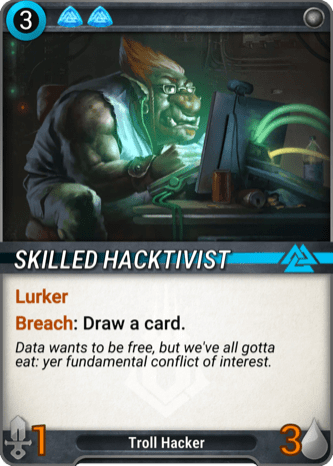 3
SKILLED HACKTIVIST
Lurker
Breach: Draw a card.
Data wants to be free, but we've all gotta
eat: yer fundamental conflict of interest.
1
Troll Hacker
3